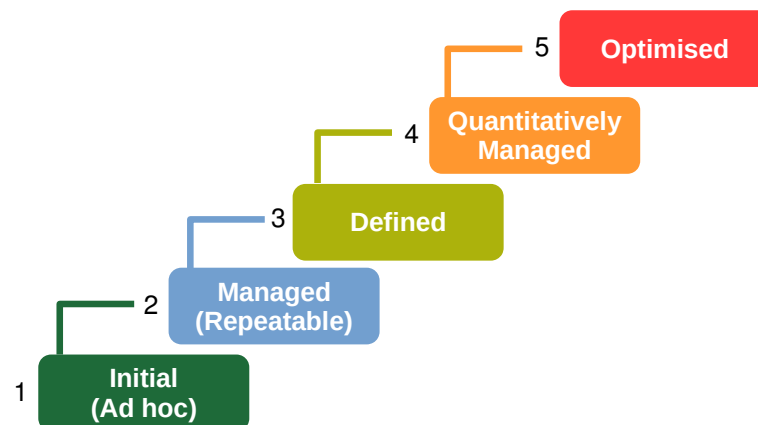 5 Optimised
4 Quantitatively
Managed
3 Defined
2 Managed
(Repeatable)
1 Initial
(Ad hoc)